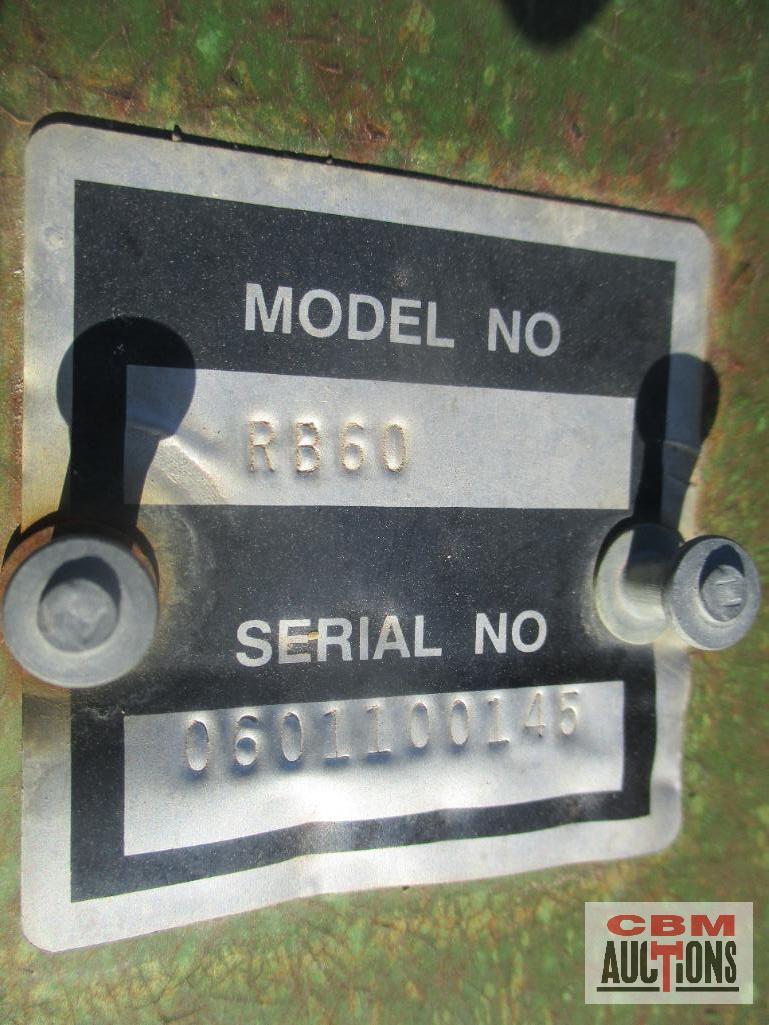 MODEL NO
RB60
SERIAL NO
0601100145
CBM
AUCTIONS